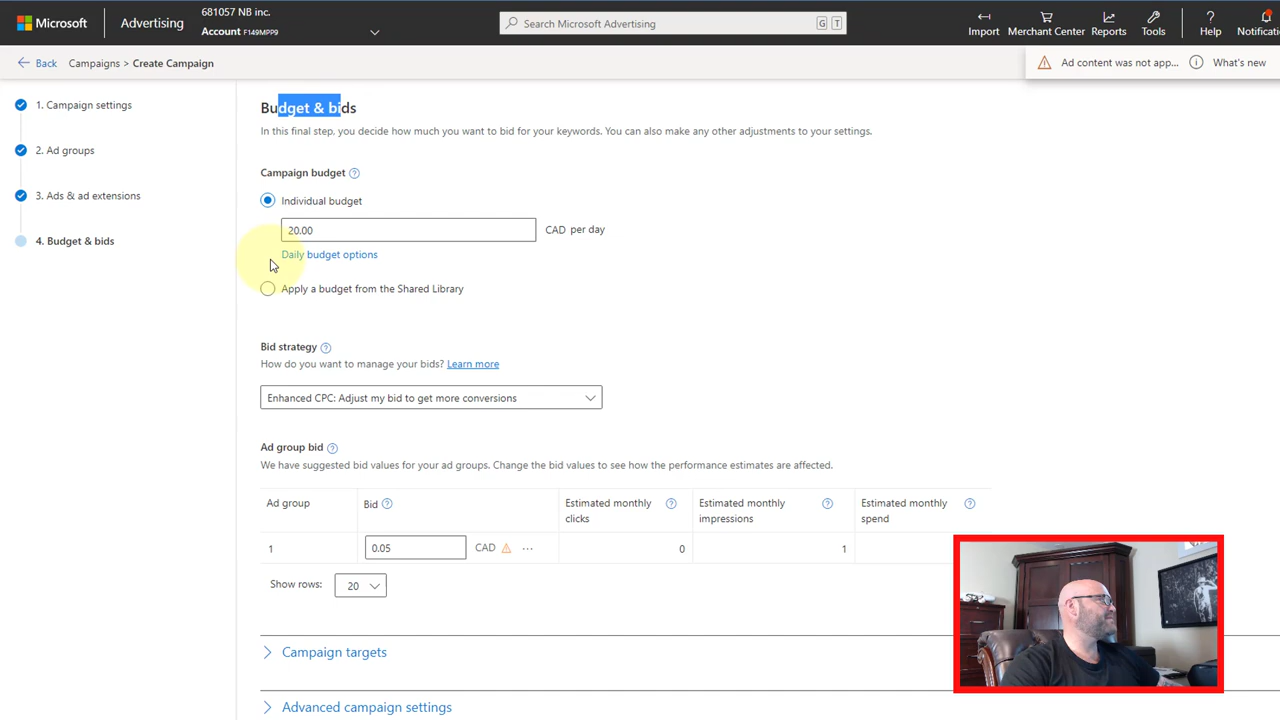 Microsoft
Advertising
681057 NB inc.
Account F149MPP9
Search Microsoft Advertising
G T
Import
Merchant Center
Reports
Tools
Help
Notificati
Back
Campaigns > Create Campaign
Ad content was not app...
What's new
1. Campaign settings
2. Ad groups
3. Ads & ad extensions
4. Budget & bids
Budget & bids
In this final step, you decide how much you want to bid for your keywords. You can also make any other adjustments to your settings.
Campaign budget
Individual budget
20.00
CAD per day
Daily budget options
Apply a budget from the Shared Library
Bid strategy
How do you want to manage your bids? Learn more
Enhanced CPC: Adjust my bid to get more conversions
Ad group bid
We have suggested bid values for your ad groups. Change the bid values to see how the performance estimates are affected.
Ad group
Bid
Estimated monthly
clicks
Estimated monthly
impressions
Estimated monthly
spend
1
0.05
CAD
...
0
1
Show rows:
20
Campaign targets
Advanced campaign settings